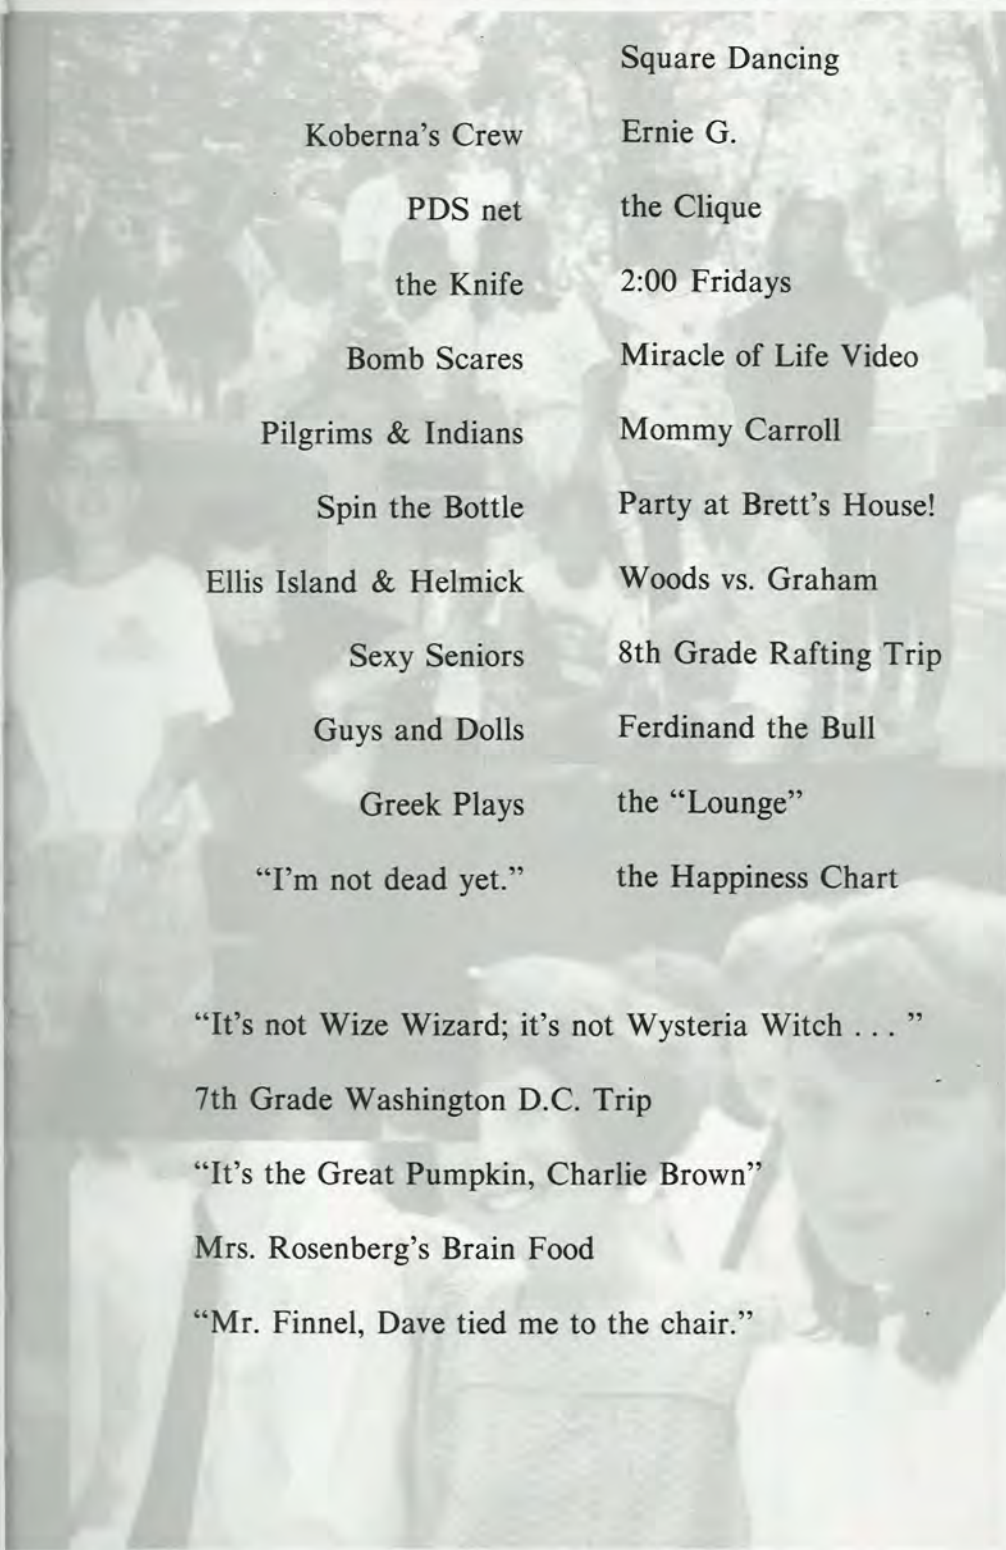 Square Dancing
Koberna's Crew
Ernie G.
PDS net
the Clique
the Knife
2:00 Fridays
Bomb Scares
Miracle of Life Video
Pilgrims & Indians
Mommy Carroll
Spin the Bottle
Party at Brett's House!
Ellis Island & Helmick
Woods vs. Graham
Sexy Seniors
8th Grade Rafting Trip
Guys and Dolls
Ferdinand the Bull
Greek Plays
the “Lounge”
“I'm not dead yet.”
the Happiness Chart
“It's not Wize Wizard; it's not Wysteria Witch . . . ”
7th Grade Washington D.C. Trip
“It's the Great Pumpkin, Charlie Brown”
Mrs. Rosenberg's Brain Food
“Mr. Finnel, Dave tied me to the chair.”